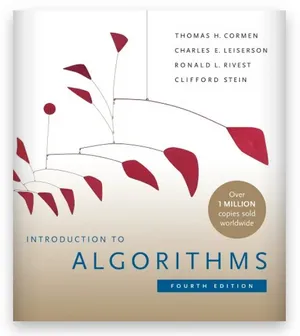 THOMAS H. CORMEN
CHARLES E. LEISERSON
RONALD L. RIVEST
CLIFFORD STEIN
Over
1 MILLION
copies sold
worldwide
INTRODUCTION TO
ALGORITHMS
FOURTH EDITION